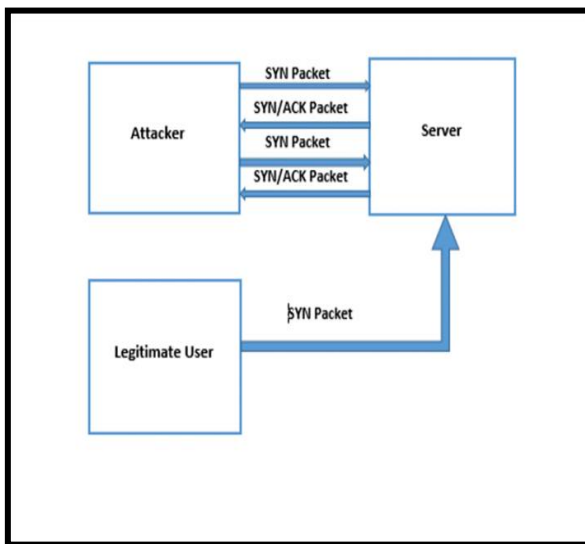 SYN Packet
SYN/ACK Packet
Attacker
Server
SYN Packet
SYN/ACK Packet
SYN Packet
Legitimate User